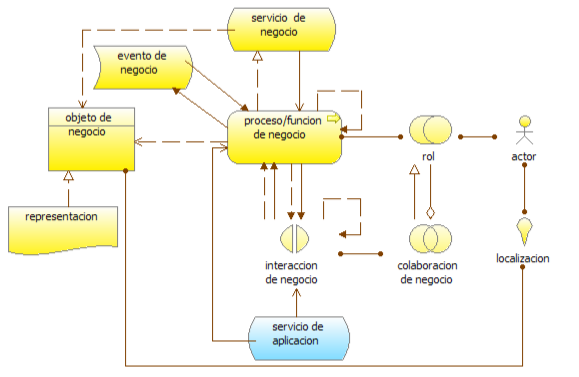 servicio de
negocio
evento de
negocio
objeto de
negocio
proceso/funcion
de negocio
rol
actor
representacion
interaccion
de negocio
colaboracion
de negocio
localizacion
servicio de
aplicacion